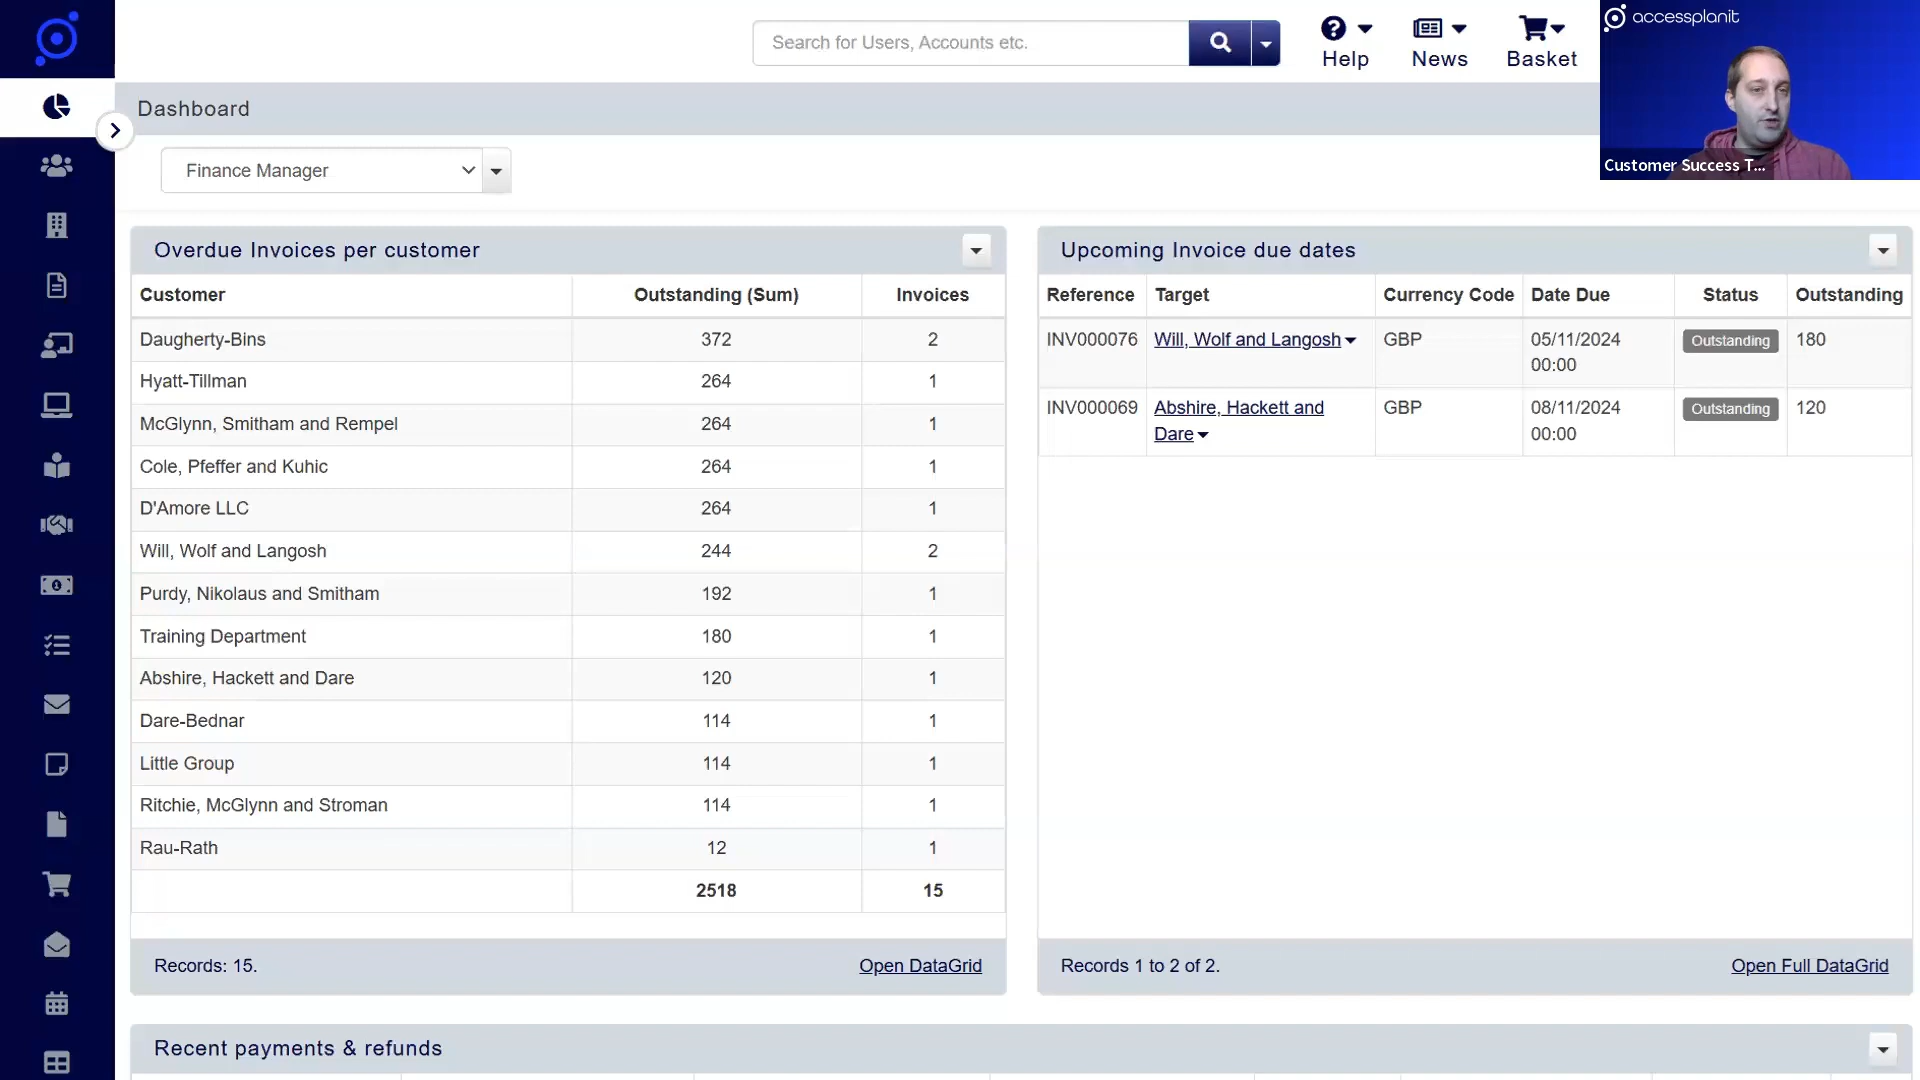 Search for Users, Accounts etc.
Help
News
Basket
accessplanit
Customer Success T...
Dashboard
Finance Manager
Overdue Invoices per customer
Customer Outstanding (Sum) Invoices
Daugherty-Bins 372 2
Hyatt-Tillman 264 1
McGlynn, Smitham and Rempel 264 1
Cole, Pfeffer and Kuhic 264 1
D'Amore LLC 264 1
Will, Wolf and Langosh 244 2
Purdy, Nikolaus and Smitham 192 1
Training Department 180 1
Abshire, Hackett and Dare 120 1
Dare-Bednar 114 1
Little Group 114 1
Ritchie, McGlynn and Stroman 114 1
Rau-Rath 12 1
2518 15
Records: 15. Open DataGrid
Upcoming Invoice due dates
Reference Target Currency Code Date Due Status Outstanding
INV000076 Will, Wolf and Langosh GBP 05/11/2024 Outstanding 180
00:00
INV000069 Abshire, Hackett and GBP 08/11/2024 Outstanding 120
Dare 00:00
Records 1 to 2 of 2. Open Full DataGrid
Recent payments & refunds